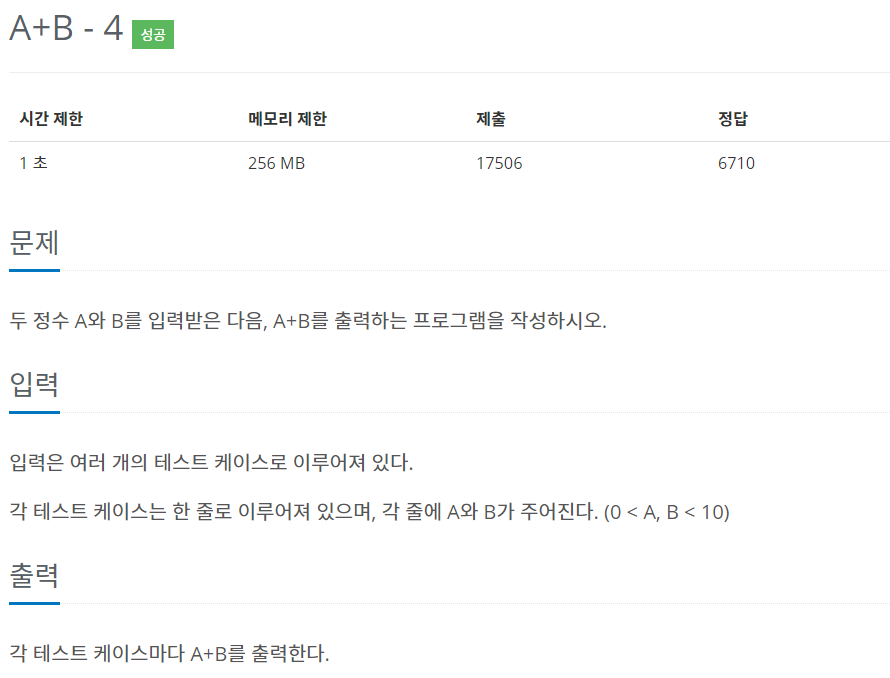 A+B - 4 성공
시간 제한 메모리 제한 제출 정답
1 초 256 MB 17506 6710
문제
두 정수 A와 B를 입력받은 다음, A+B를 출력하는 프로그램을 작성하시오.
입력
입력은 여러 개의 테스트 케이스로 이루어져 있다.
각 테스트 케이스는 한 줄로 이루어져 있으며, 각 줄에 A와 B가 주어진다. (0 < A, B < 10)
출력
각 테스트 케이스마다 A+B를 출력한다.